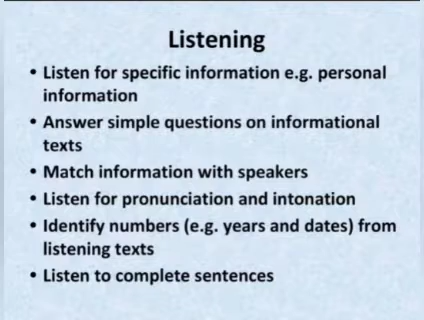 Listening
• Listen for specific information e.g. personal
information
• Answer simple questions on informational
texts
• Match information with speakers
• Listen for pronunciation and intonation
• Identify numbers (e.g. years and dates) from
listening texts
• Listen to complete sentences